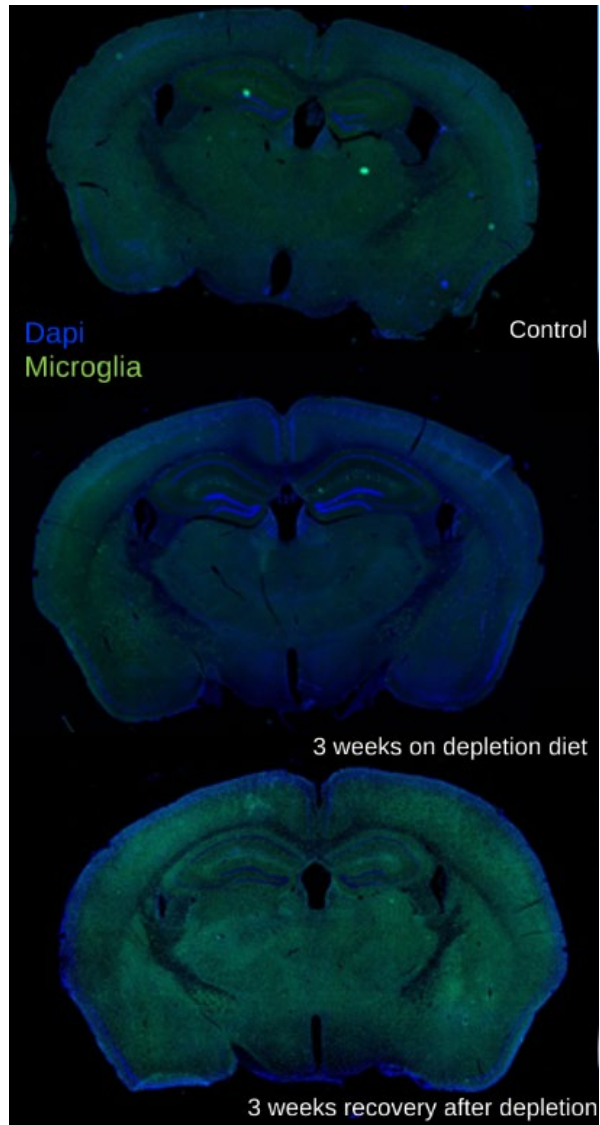 Dapi
Microglia
Control
3 weeks on depletion diet
3 weeks recovery after depletion